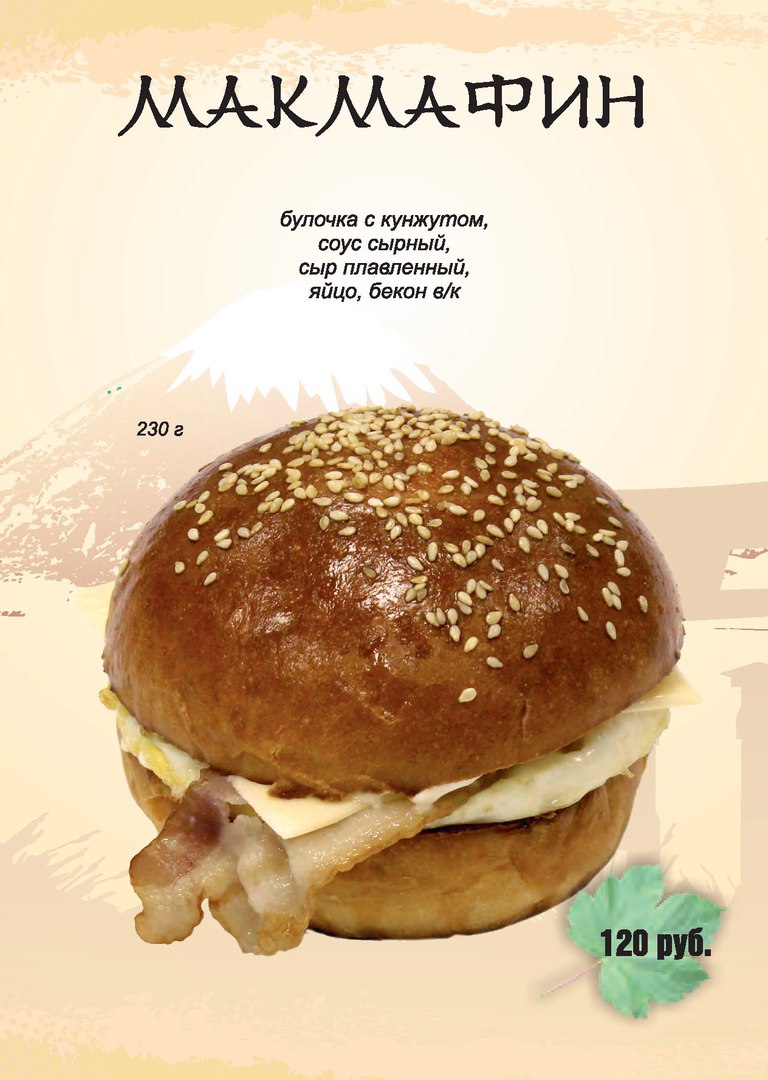 МАКМАФИН
булочка с кунжутом,
соус сырный,
сыр плавленный,
яйцо, бекон в/к
230 г
120 руб.